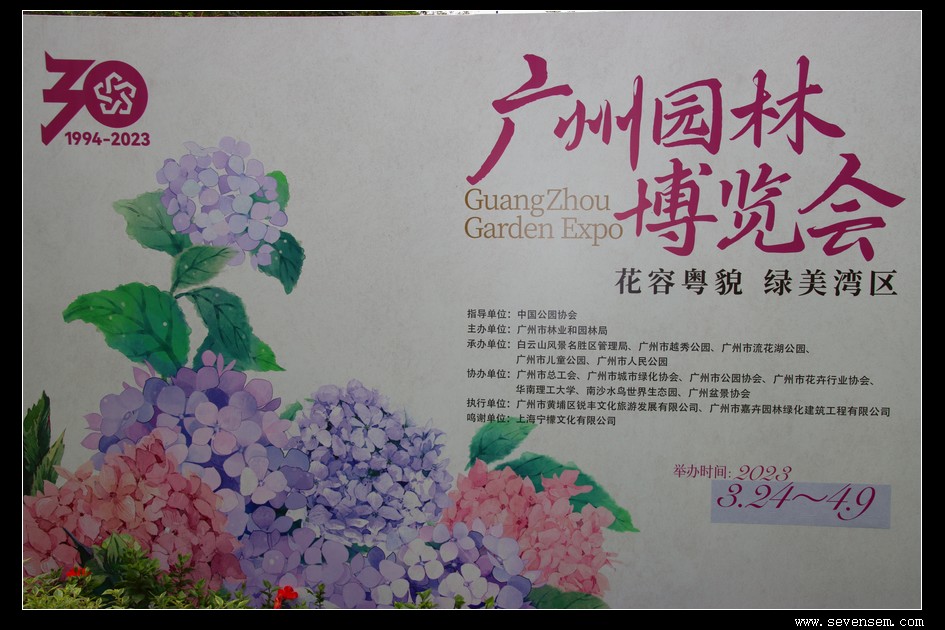 30
1994-2023
广州园林
博览会
GuangZhou
Garden Expo
花容粤貌 绿美湾区
指导单位：中国公园协会
主办单位：广州市林业和园林局
承办单位：白云山风景名胜区管理局、广州市越秀公园、广州市流花湖公园、
广州市儿童公园、广州市人民公园
协办单位：广州市总工会、广州市城市绿化协会、广州市公园协会、广州市花卉行业协会、
华南理工大学、南沙水鸟世界生态园、广州盆景协会
执行单位：广州市黄埔区锐丰文化旅游发展有限公司、广州市嘉卉园林绿化建筑工程有限公司
鸣谢单位：上海宁檬文化有限公司
举办时间：2023
3.24～4.9
www.sevensem.com